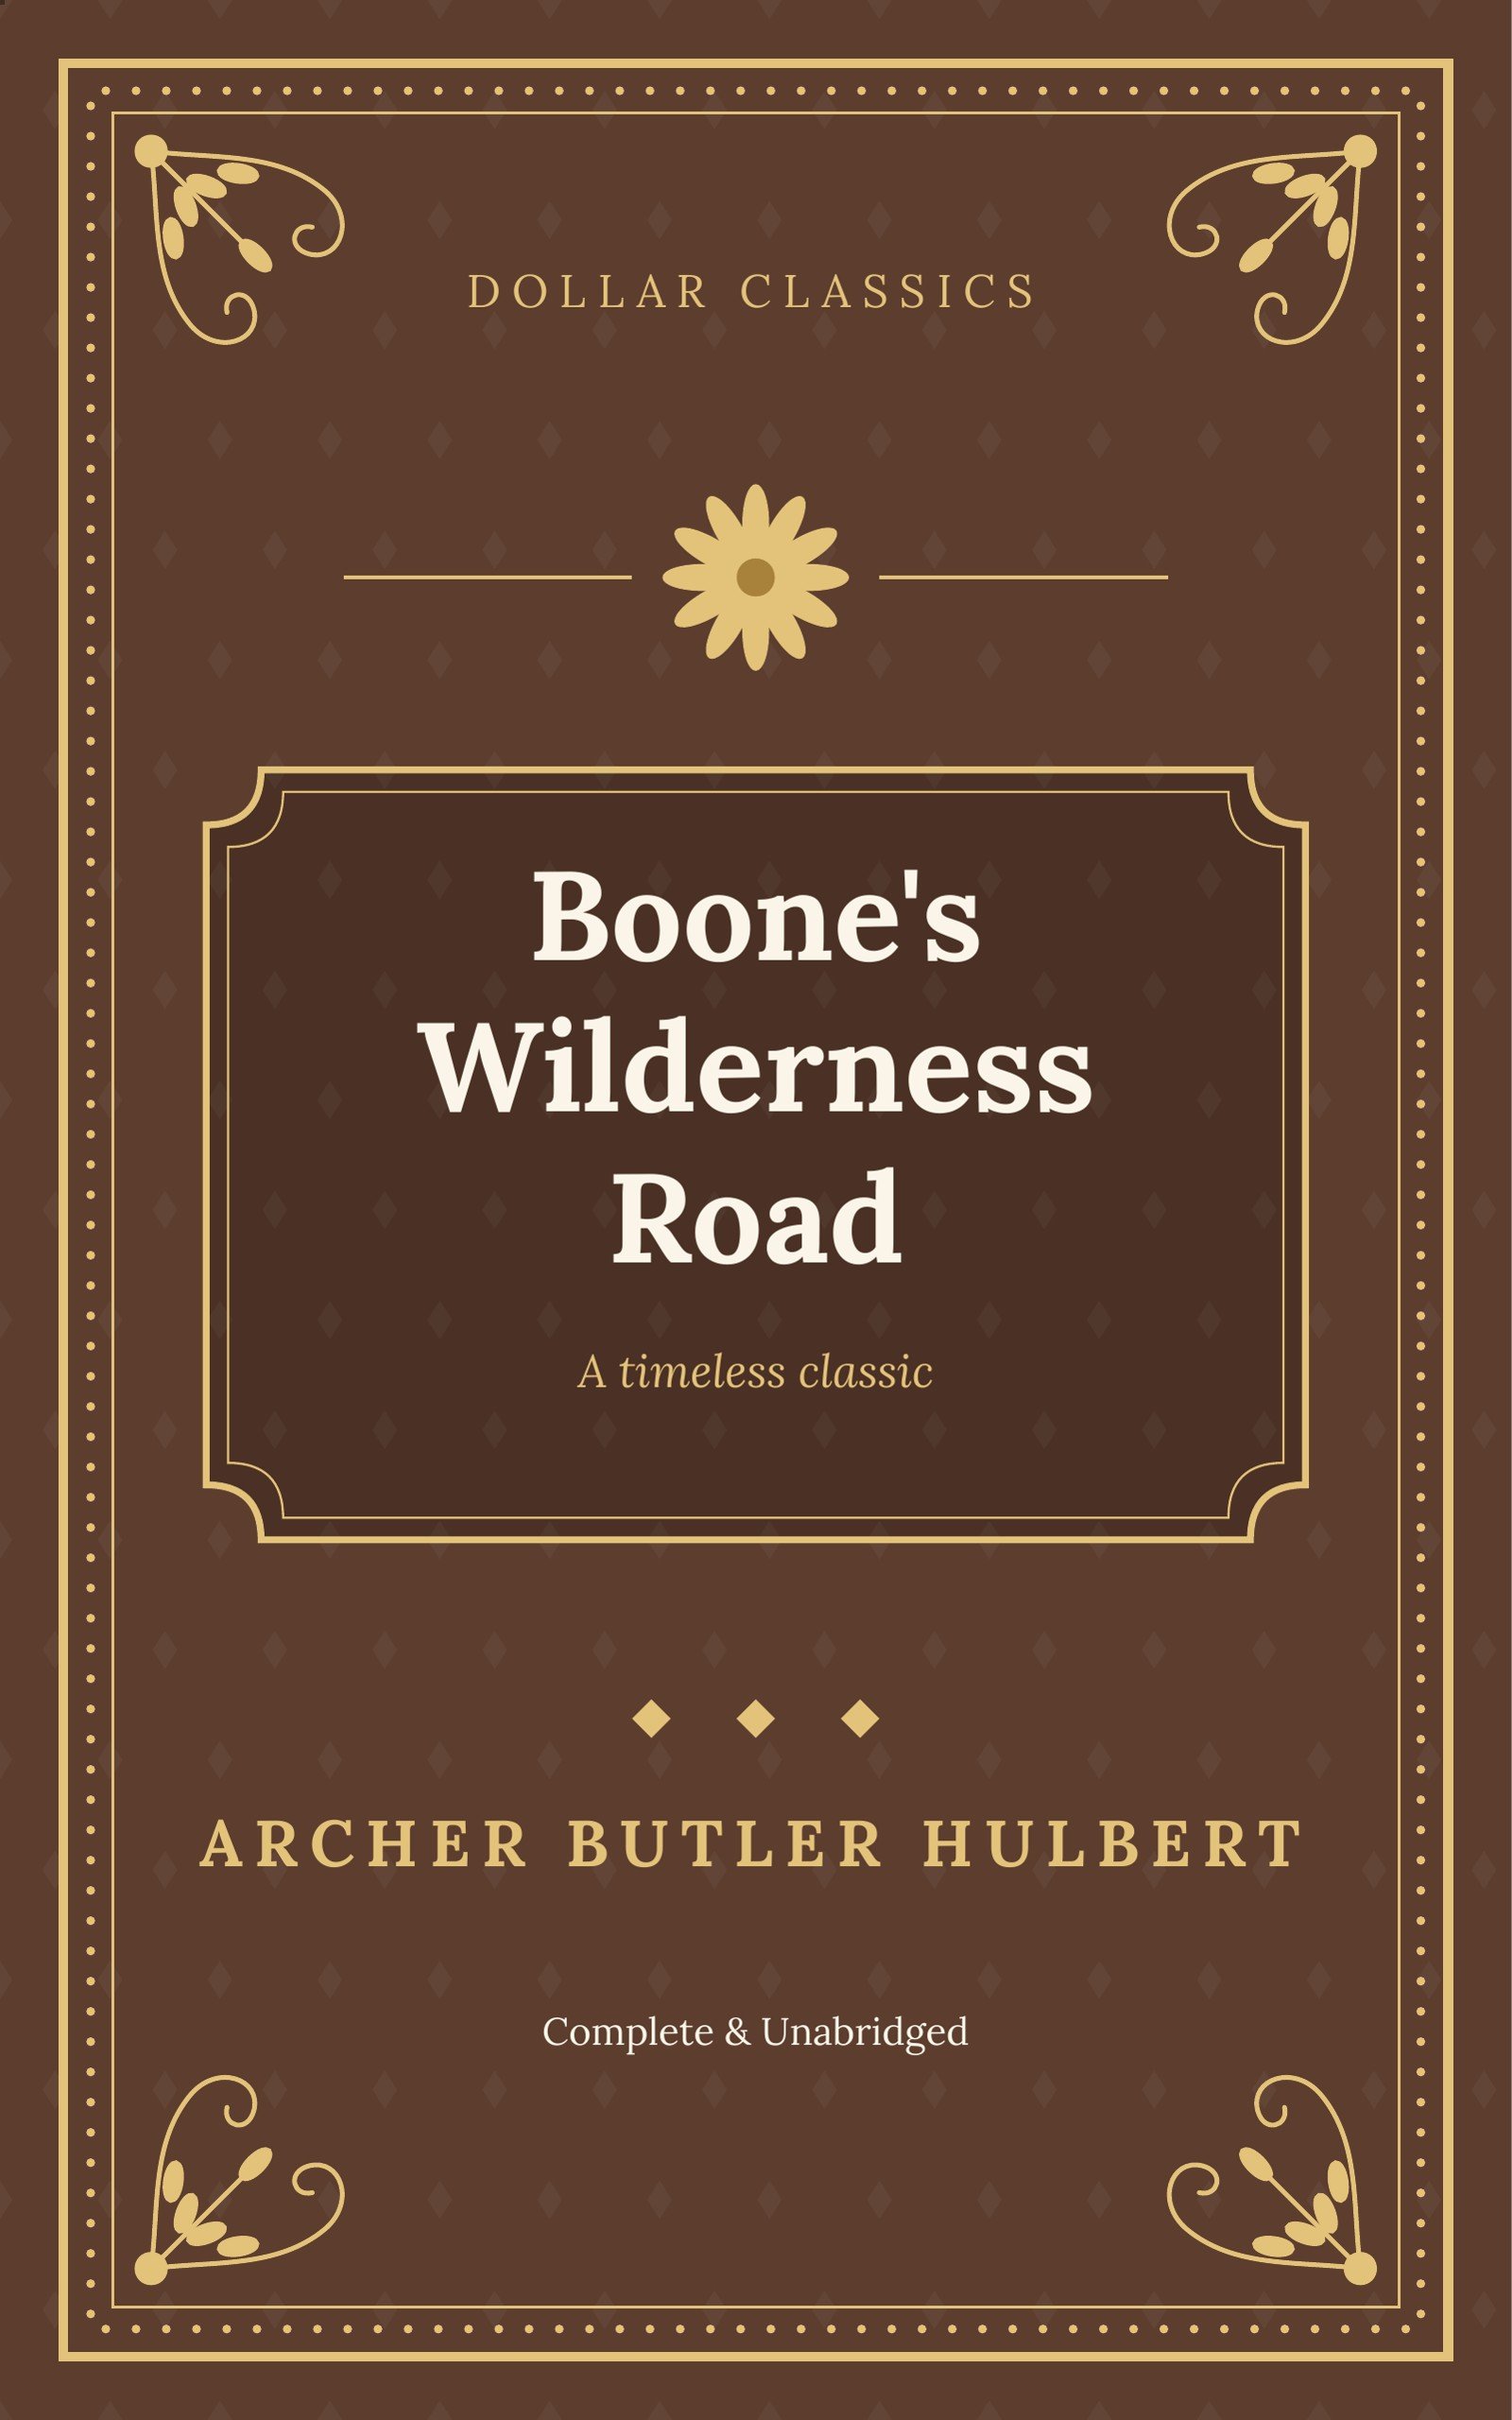 DOLLAR CLASSICS
Boone's
Wilderness
Road
A timeless classic
ARCHER BUTLER HULBERT
Complete & Unabridged